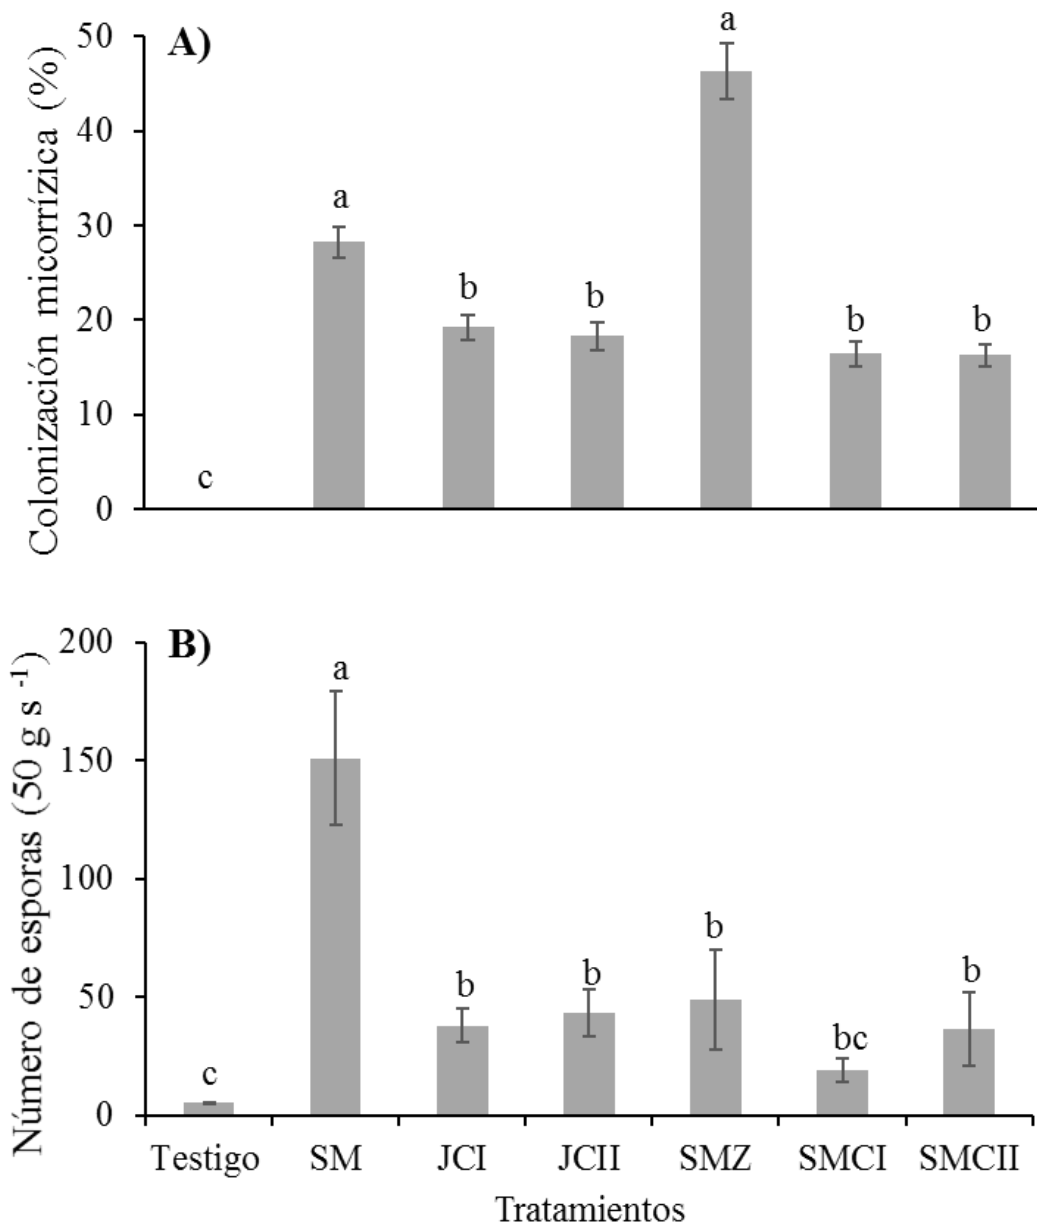 A)
Colonización micorrízica (%)
50
40
30
20
10
0
c
a
b
b
a
b
b
B)
Número de esporas (50 g s -1)
200
150
100
50
0
c
a
b
b
b
bc
b
Testigo SM JCI JCII SMZ SMCI SMCII
Tratamientos